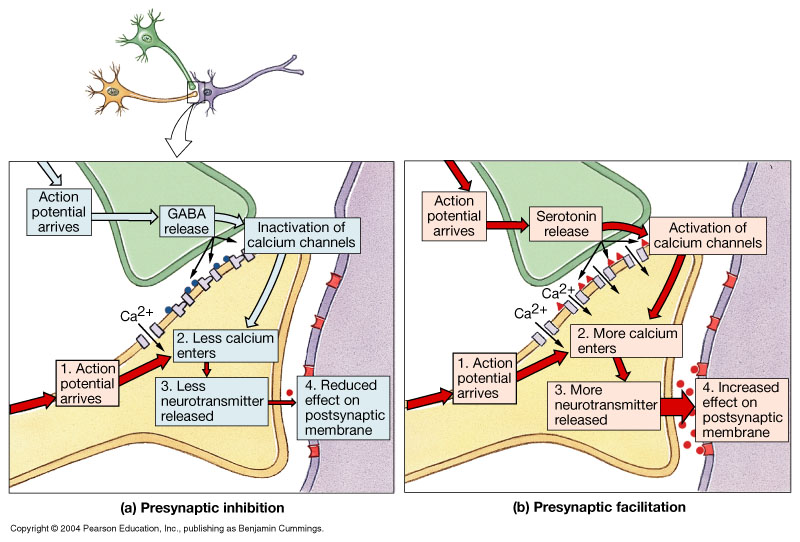 Action
potential
arrives
GABA
release
Inactivation of
calcium channels
Ca2+
1. Action
potential
arrives
2. Less calcium
enters
3. Less
neurotransmitter
released
4. Reduced
effect on
postsynaptic
membrane
(a) Presynaptic inhibition
Action
potential
arrives
Serotonin
release
Activation of
calcium channels
Ca2+
Ca2+
1. Action
potential
arrives
2. More calcium
enters
3. More
neurotransmitter
released
4. Increased
effect on
postsynaptic
membrane
(b) Presynaptic facilitation
Copyright © 2004 Pearson Education, Inc., publishing as Benjamin Cummings.